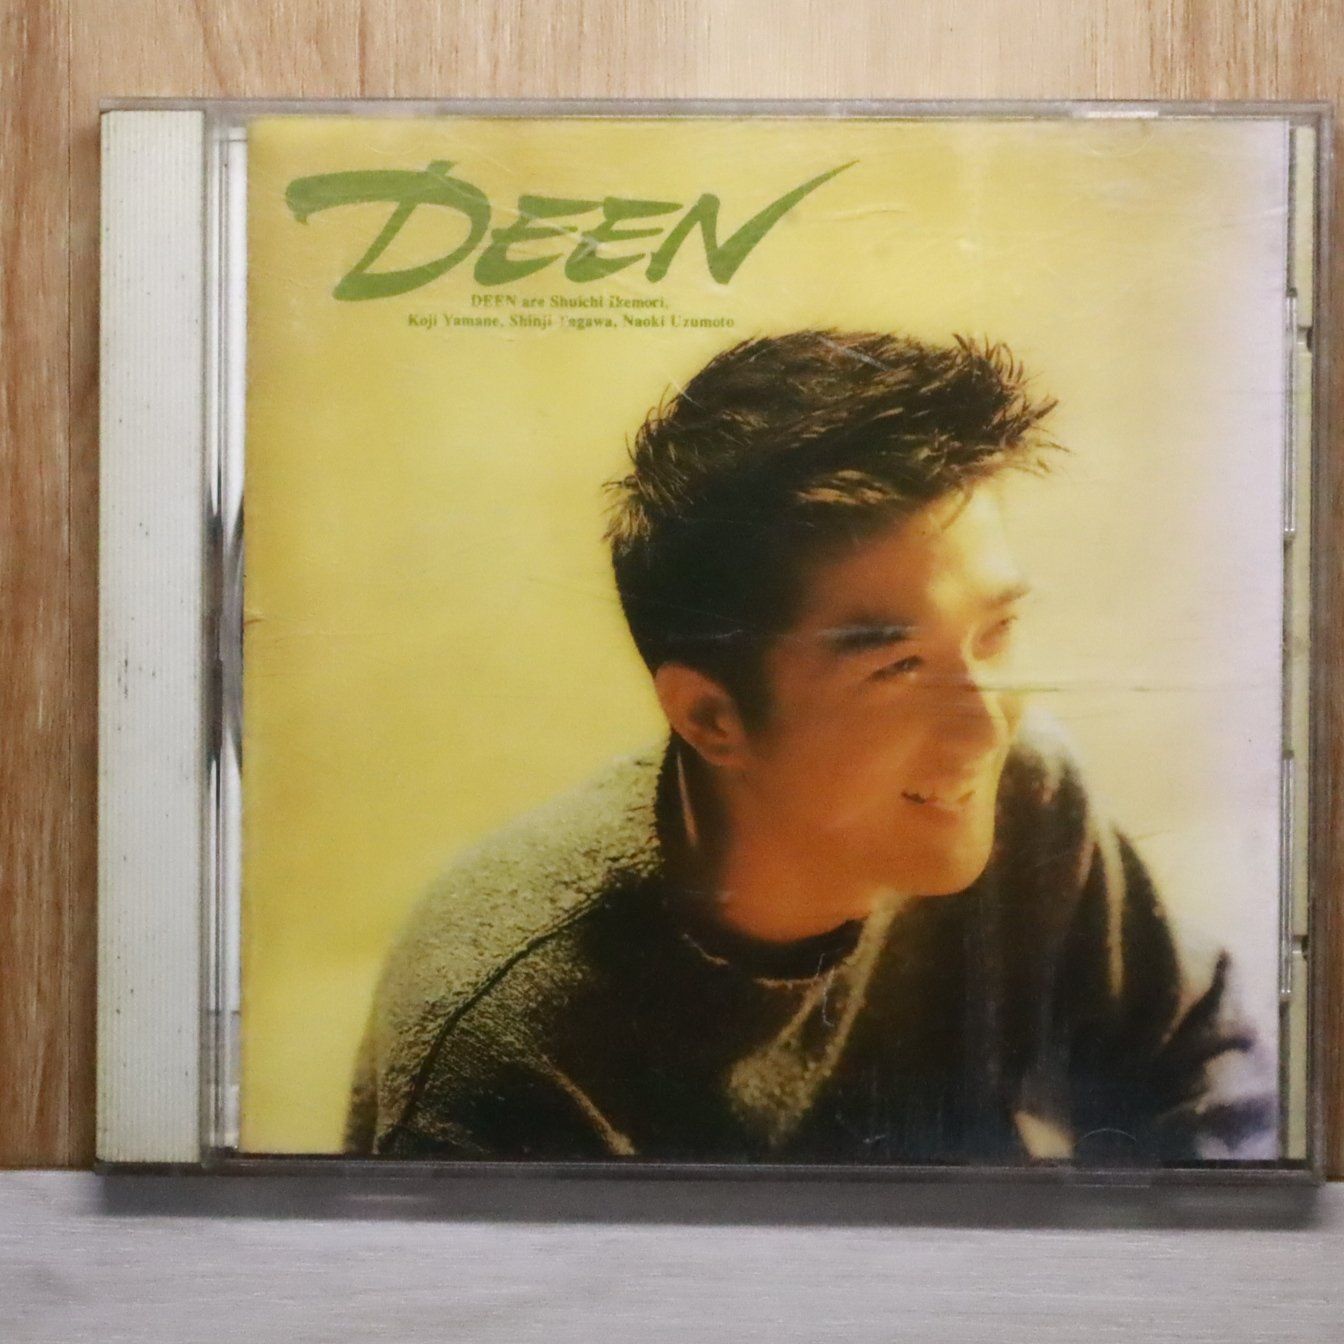 DEEN
DEEN are Shuichi Ikemori,
Koji Yamane, Shinji Tagawa, Naoki Uzumoto